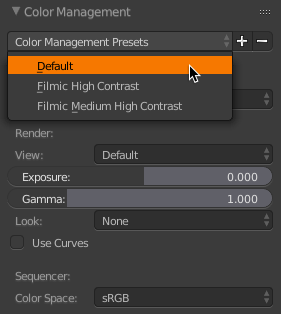 Color Management
Color Management Presets
Default
Filmic High Contrast
Filmic Medium High Contrast
Render:
View: Default
Exposure: 0.000
Gamma: 1.000
Look: None
Use Curves
Sequencer:
Color Space: sRGB